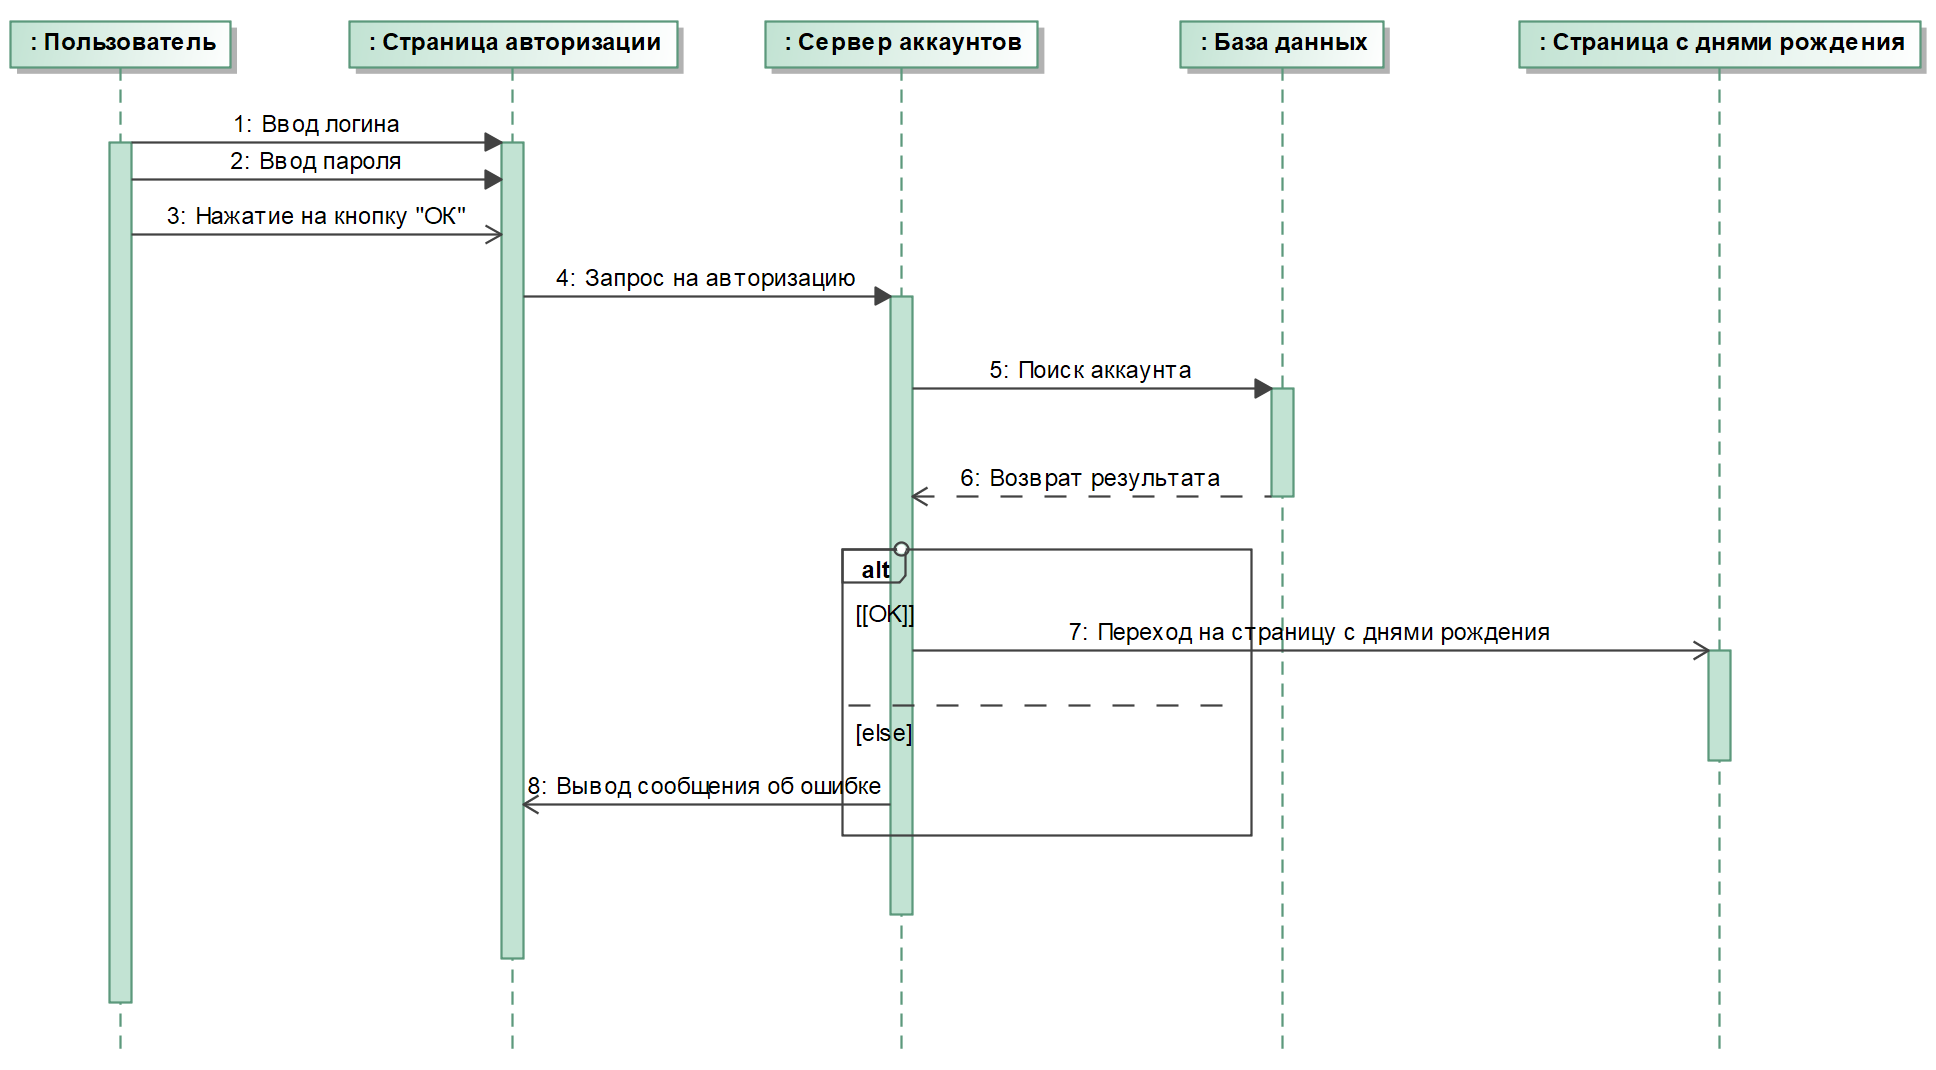 : Пользователь
: Страница авторизации
: Сервер аккаунтов
: База данных
: Страница с днями рождения
1: Ввод логина
2: Ввод пароля
3: Нажатие на кнопку "ОК"
4: Запрос на авторизацию
5: Поиск аккаунта
6: Возврат результата
alt
[[OK]]
7: Переход на страницу с днями рождения
[else]
8: Вывод сообщения об ошибке